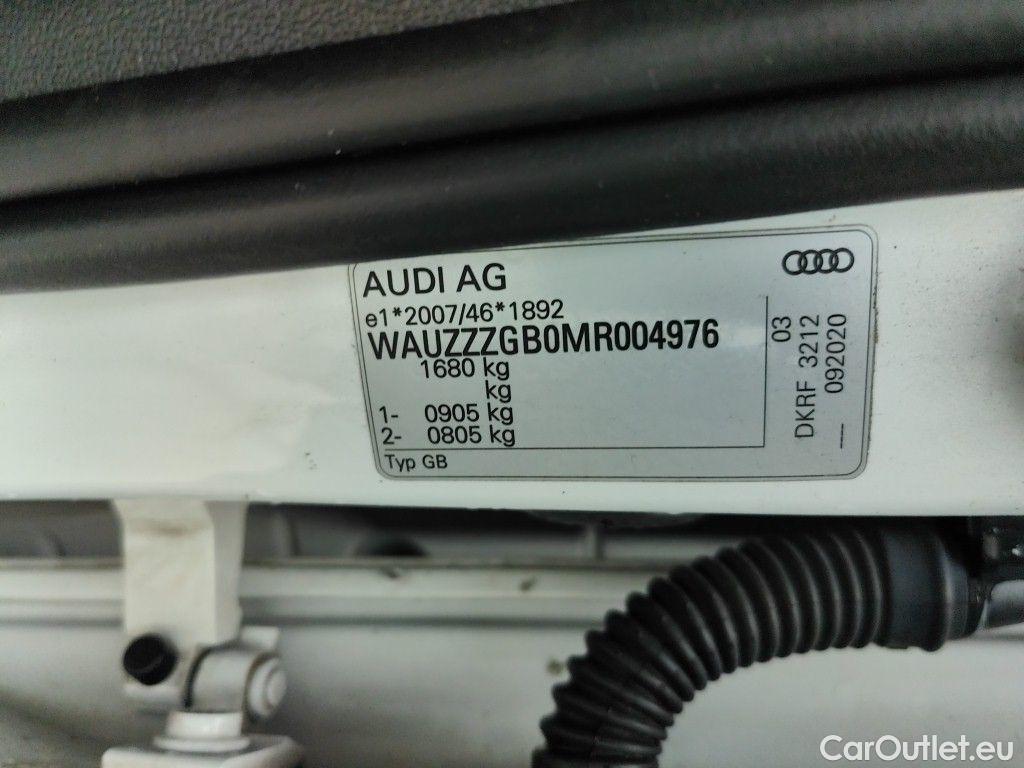 AUDI AG
e1*2007/46*1892
WAUZZZGB0MR004976
1680 kg
kg
1- 0905 kg
2- 0805 kg
Typ GB
03
DKRF 3212
— 092020
CarOutlet.eu